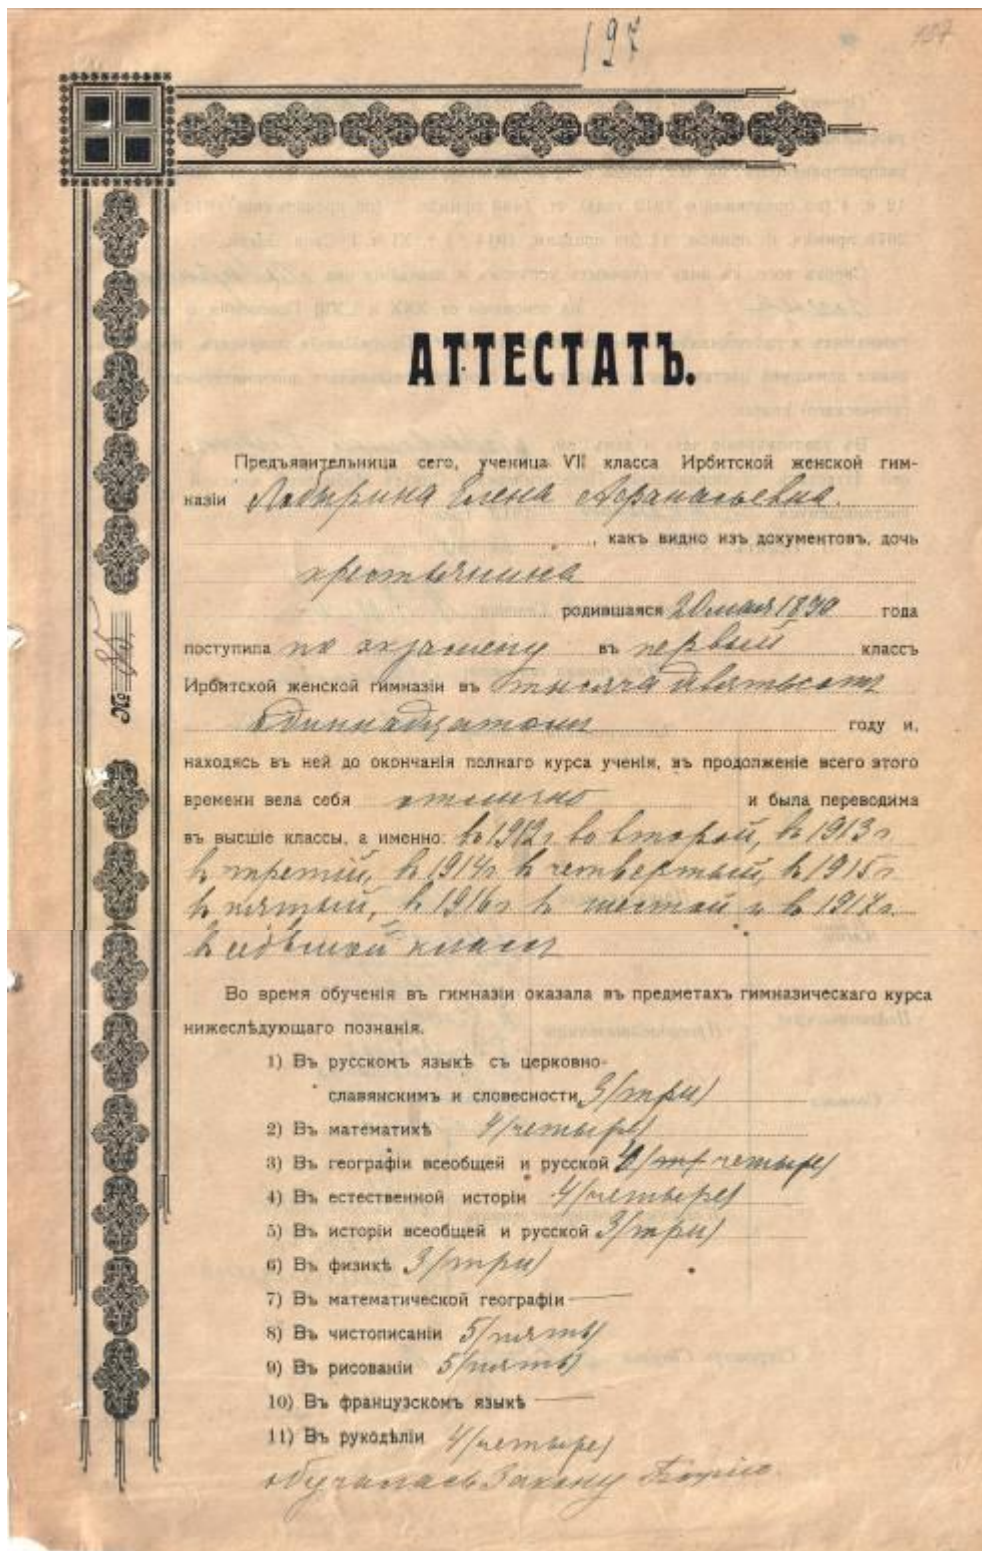 197
197
АТТЕСТАТЪ.
Предъявительница сего, ученица VII класса Ирбитской женской гим-
назіи Лобырина Елена Афанасьевна.
, какъ видно изъ документовъ, дочь
крестьянина
родившаяся 20 мая 1890 года
поступила по экзамену въ первый классъ
Ирбитской женской гимназіи въ тысяча девятьсот
одиннадцатом году и,
находясь въ ней до окончанія полнаго курса ученія, въ продолженіе всего этого
времени вела себя отлично и была переводима
въ высшіе классы, а именно: в 1912 г во второй, в 1913 г
в третій, в 1914 г в четвертый, в 1915 г
в пятый, в 1916 г в шестой и в 1917 г.
в седьмой класс
№ 86
Во время обученія въ гимназіи оказала въ предметахъ гимназическаго курса
нижеслѣдующаго познанія.
1) Въ русскомъ языкѣ съ церковно-
славянскимъ и словесности 3/три/
2) Въ математикѣ 4/четыре/
3) Въ географіи всеобщей и русской 4 четыре/
4) Въ естественной исторіи 4/четыре/
5) Въ исторіи всеобщей и русской 3/три/
6) Въ физикѣ 3/три/
7) Въ математической географіи —
8) Въ чистописаніи 5/пять/
9) Въ рисованіи 5/пять/
10) Въ французскомъ языкѣ —
11) Въ рукодѣліи 4/четыре/
обучалась Закону Божію.